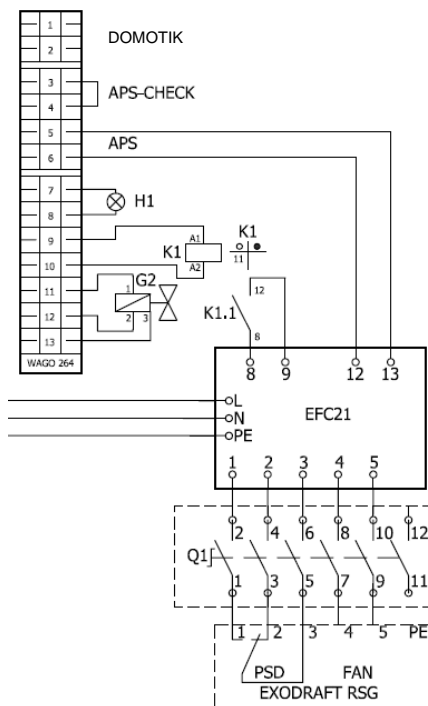 1
DOMOTIK
2
3
APS-CHECK
4
5
APS
6
7
H1
8
9
A1
K1
K1
11
10
A2
G2
11
1
12
K1.1
12
2 3
8
13
WAGO 264
8 9 12 13
L
EFC21
N
PE
1 2 3 4 5
2 4 6 8 10 12
Q1
1 3 5 7 9 11
1 2 3 4 5 PE
PSD FAN
EXODRAFT RSG